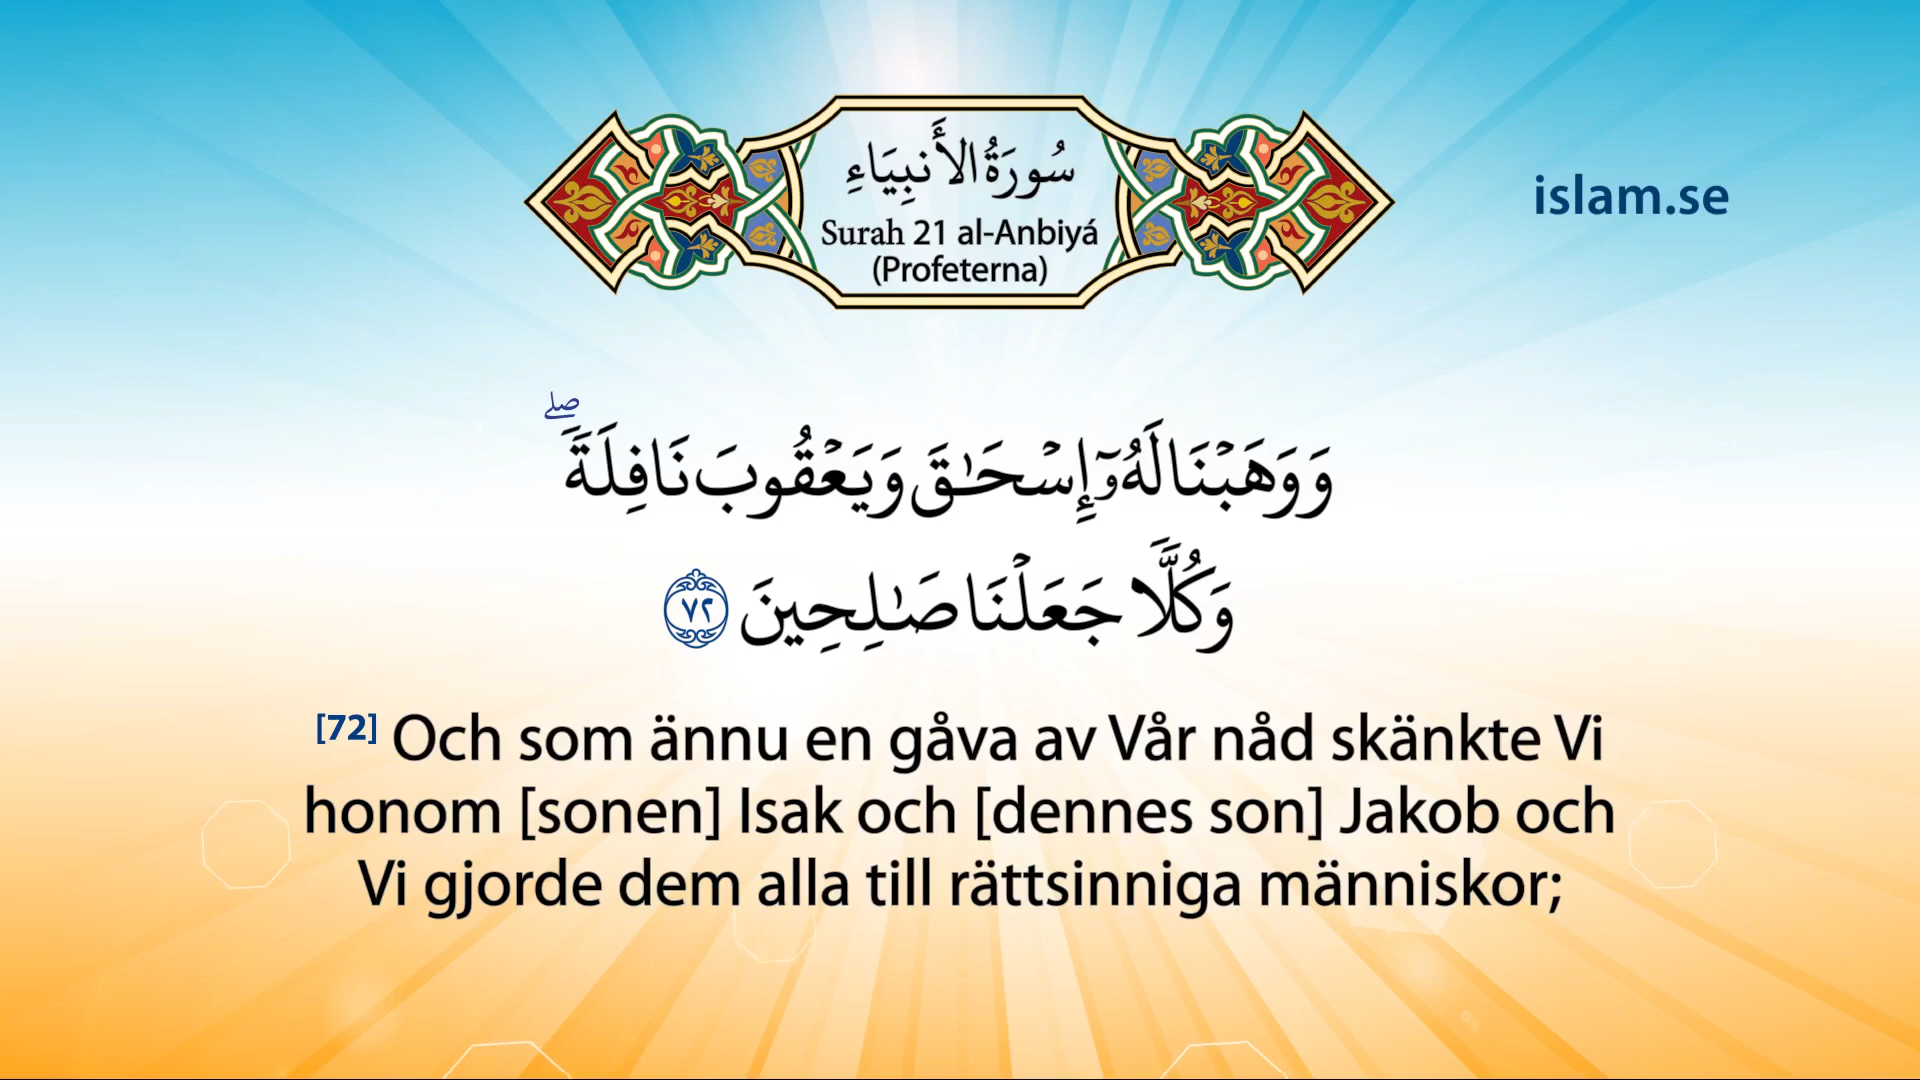 سُورَةُ الأَنبِيَاءِ
Surah 21 al-Anbiyá
(Profeterna)
islam.se
وَوَهَبْنَا لَهُۥٓ إِسْحَـٰقَ وَيَعْقُوبَ نَافِلَةًۖ
وَكُلًّا جَعَلْنَا صَـٰلِحِينَ ٧٢
[72] Och som ännu en gåva av Vår nåd skänkte Vi
honom [sonen] Isak och [dennes son] Jakob och
Vi gjorde dem alla till rättsinniga människor;